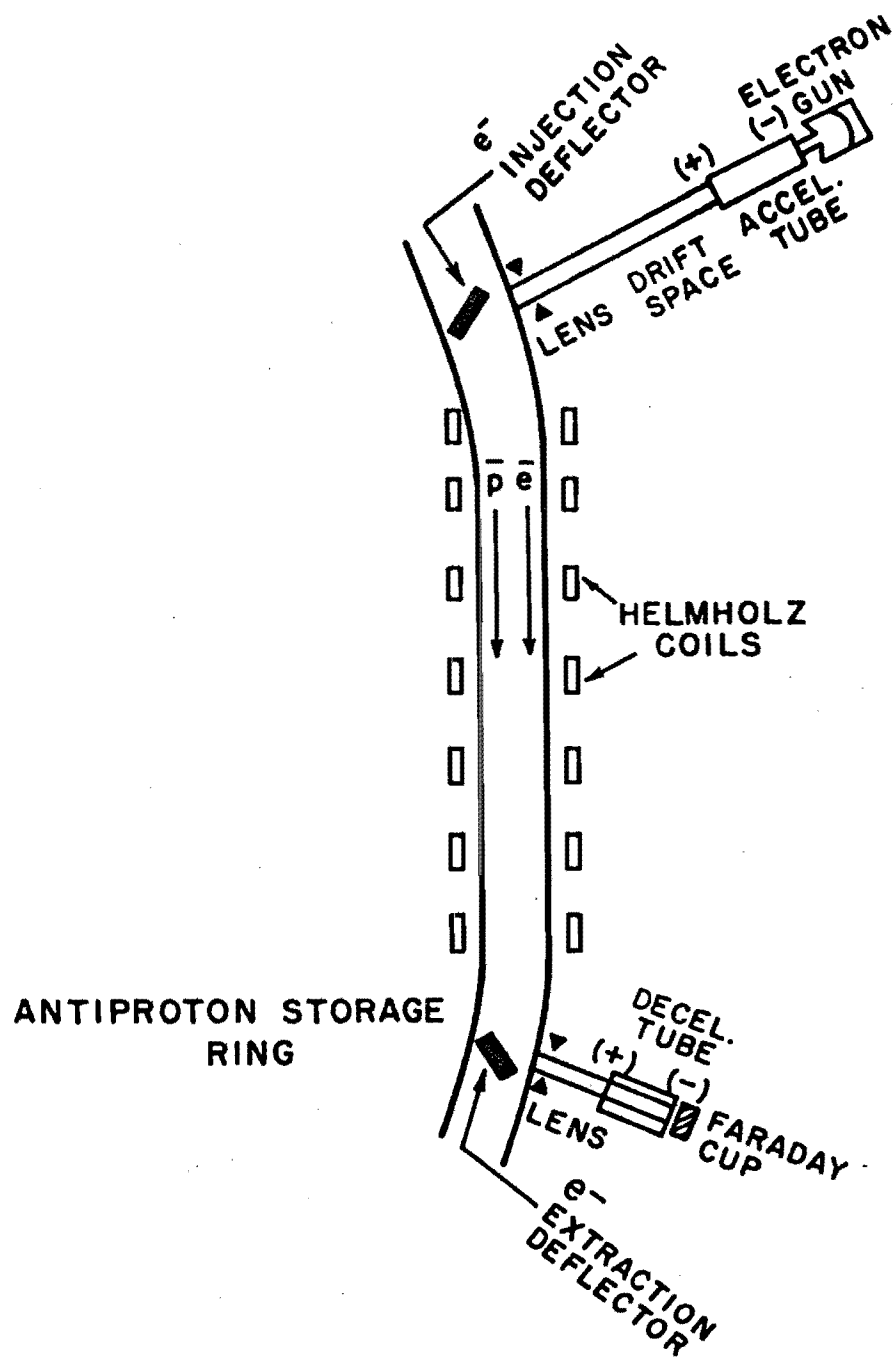 ELECTRON
GUN
(-)
(+)
ACCEL.
TUBE
DRIFT
SPACE
LENS
e-
INJECTION
DEFLECTOR
p̅ e̅
HELMHOLZ
COILS
ANTIPROTON STORAGE
RING
DECEL.
TUBE
(+)
(-)
LENS
FARADAY
CUP
e-
EXTRACTION
DEFLECTOR